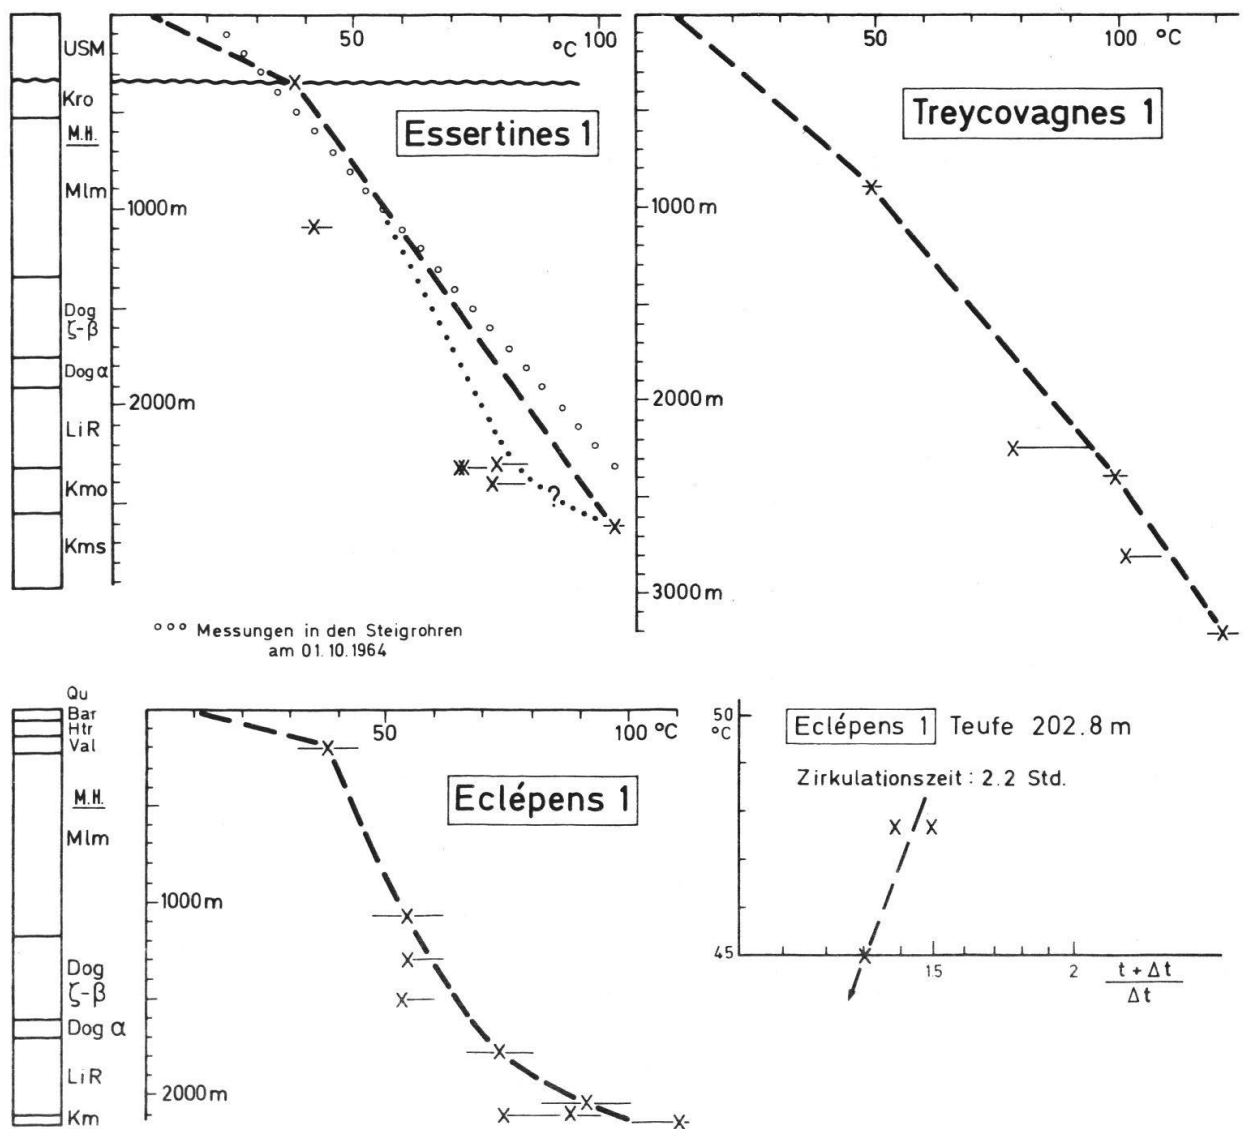 50
°C
100
USM
Kro
M.H.
Mlm
Dog
ζ-β
Dog α
LiR
Kmo
Kms
1000m
2000m
Essertines 1
?
°°° Messungen in den Steigrohren
am 01.10.1964
50
°C
100
Treycovagnes 1
1000m
2000m
3000m
Qu
Bar
Htr
Val
M.H.
Mlm
Dog
ζ-β
Dog α
LiR
Km
50
100 °C
1000m
2000m
Eclépens 1
50
°C
45
Eclépens 1 Teufe 202.8 m
Zirkulationszeit: 2.2 Std.
1.5
2
t + Δt
Δt